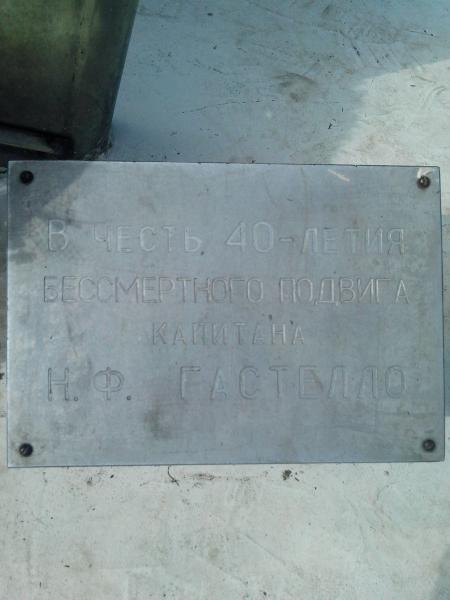 В ЧЕСТЬ 40-ЛЕТИЯ
БЕССМЕРТНОГО ПОДВИГА
КАПИТАНА
Н.Ф. ГАСТЕЛЛО